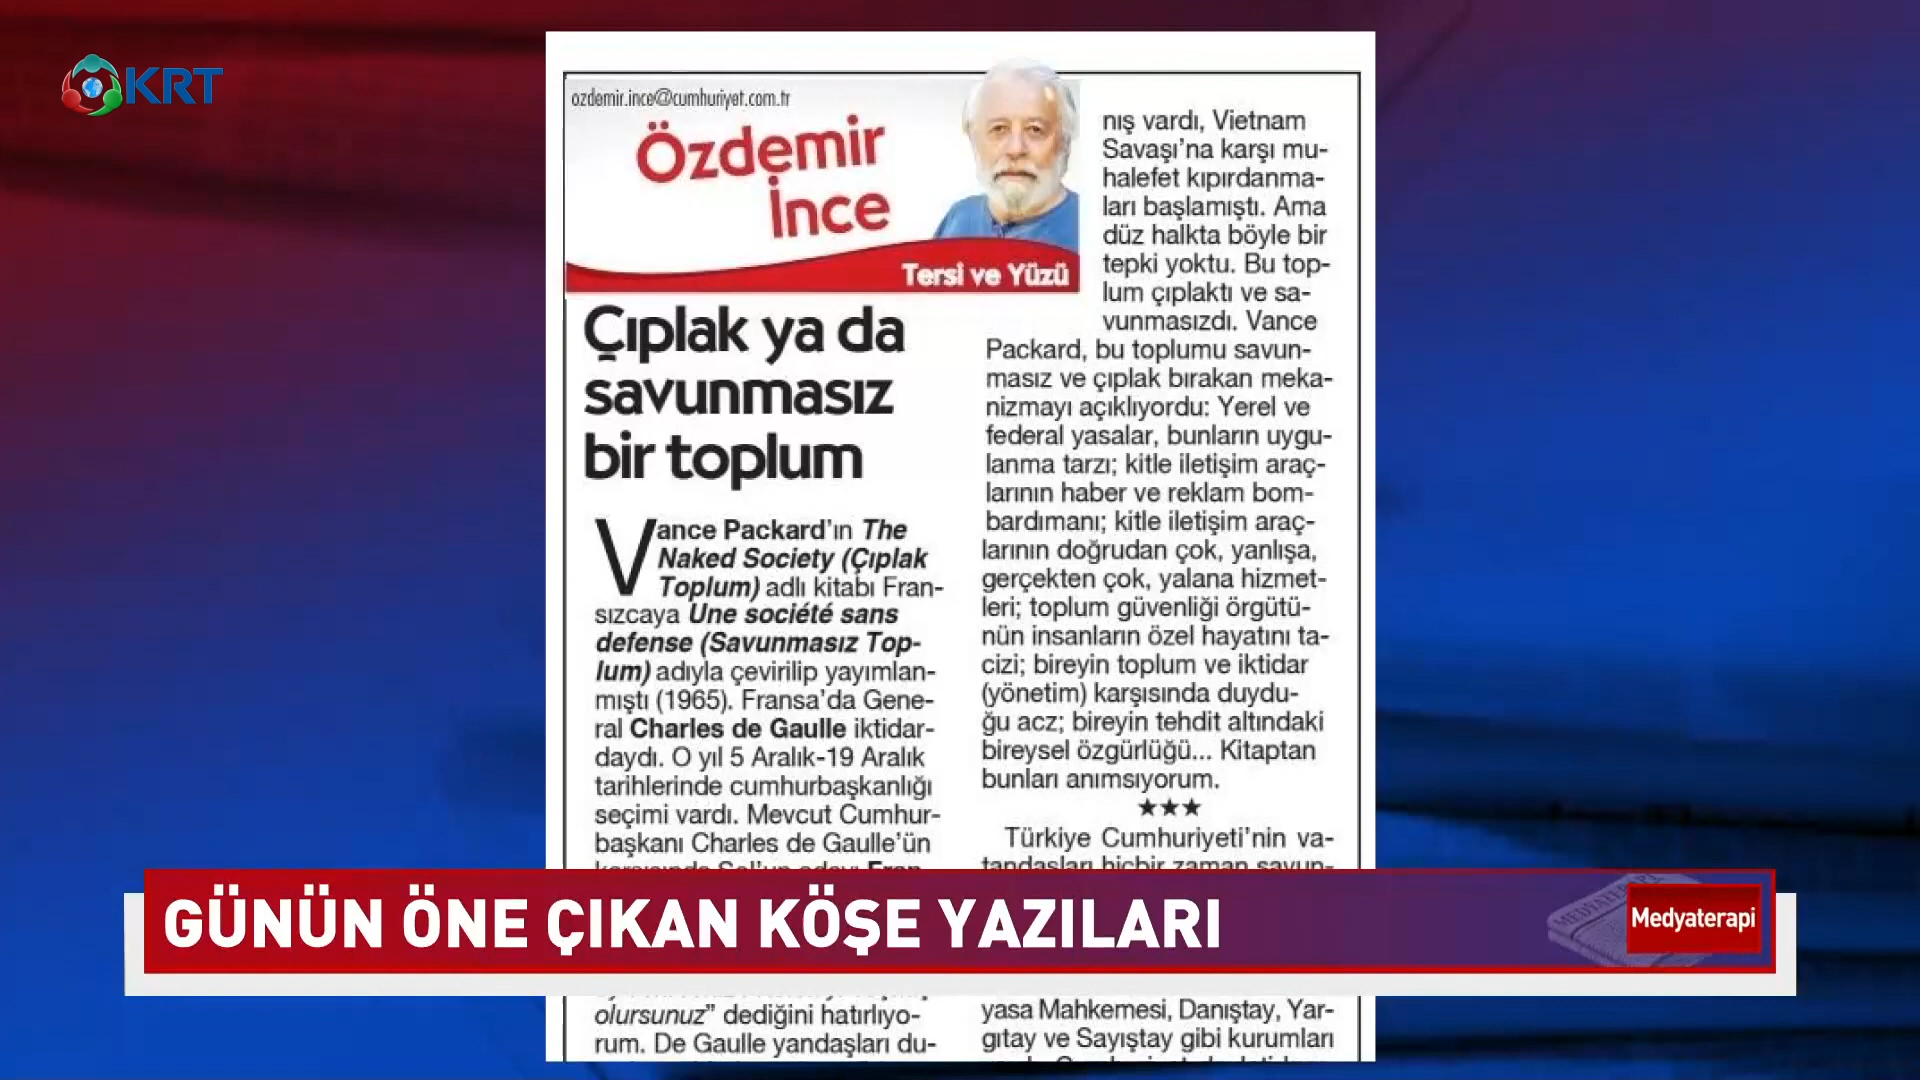 KRT
ozdemir.ince@cumhuriyet.com.tr
Özdemir
İnce
Tersi ve Yüzü
Çıplak ya da
savunmasız
bir toplum
Vance Packard'ın The
Naked Society (Çıplak
Toplum) adlı kitabı Fran-
sızcaya Une société sans
defense (Savunmasız Top-
lum) adıyla çevirilip yayımlan-
mıştı (1965). Fransa'da Gene-
ral Charles de Gaulle iktidar-
daydı. O yıl 5 Aralık-19 Aralık
tarihlerinde cumhurbaşkanlığı
seçimi vardı. Mevcut Cumhur-
başkanı Charles de Gaulle'ün
olursunuz" dediğini hatırlıyo-
rum. De Gaulle yandaşları du-
nış vardı, Vietnam
Savaşı'na karşı mu-
halefet kıpırdanma-
ları başlamıştı. Ama
düz halkta böyle bir
tepki yoktu. Bu top-
lum çıplaktı ve sa-
vunmasızdı. Vance
Packard, bu toplumu savun-
masız ve çıplak bırakan meka-
nizmayı açıklıyordu: Yerel ve
federal yasalar, bunların uygu-
lanma tarzı; kitle iletişim araç-
larının haber ve reklam bom-
bardımanı; kitle iletişim araç-
larının doğrudan çok, yanlışa,
gerçekten çok, yalana hizmet-
leri; toplum güvenliği örgütü-
nün insanların özel hayatını ta-
cizi; bireyin toplum ve iktidar
(yönetim) karşısında duydu-
ğu acz; bireyin tehdit altındaki
bireysel özgürlüğü... Kitaptan
bunları anımsıyorum.
★★★
Türkiye Cumhuriyeti'nin va-
tandaşları hiçbir zaman savun-
yasa Mahkemesi, Danıştay, Yar-
gıtay ve Sayıştay gibi kurumları
GÜNÜN ÖNE ÇIKAN KÖŞE YAZILARI
MEDYATERAPİ
Medyaterapi